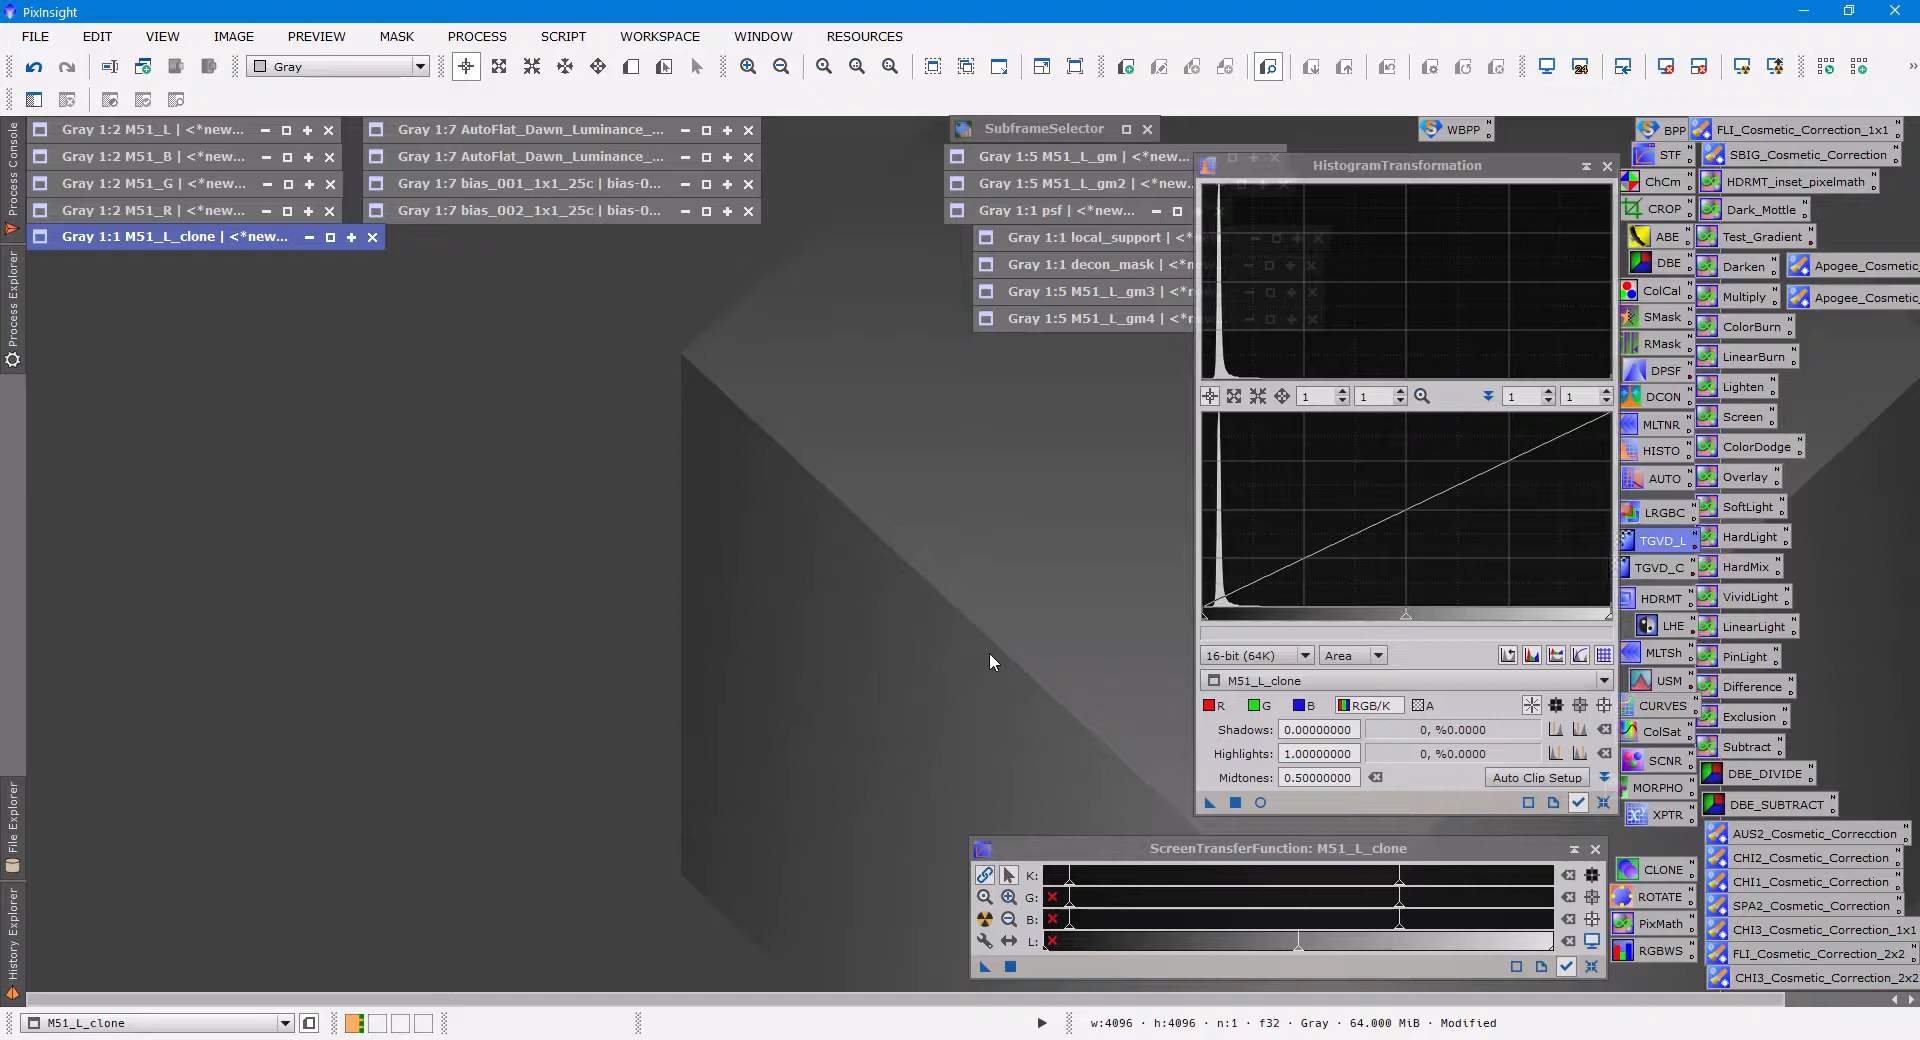 PixInsight
FILE EDIT VIEW IMAGE PREVIEW MASK PROCESS SCRIPT WORKSPACE WINDOW RESOURCES
Gray
24
Process Console
Process Explorer
File Explorer
History Explorer
Gray 1:2 M51_L | <*new...
Gray 1:2 M51_B | <*new...
Gray 1:2 M51_G | <*new...
Gray 1:2 M51_R | <*new...
Gray 1:1 M51_L_clone | <*new...
Gray 1:7 AutoFlat_Dawn_Luminance_...
Gray 1:7 AutoFlat_Dawn_Luminance_...
Gray 1:7 bias_001_1x1_25c | bias-0...
Gray 1:7 bias_002_1x1_25c | bias-0...
SubframeSelector
Gray 1:5 M51_L_gm | <*new...
Gray 1:5 M51_L_gm2 | <*new...
Gray 1:1 psf | <*new...
Gray 1:1 local_support | <*
Gray 1:1 decon_mask | <*n
Gray 1:5 M51_L_gm3 | <*
Gray 1:5 M51_L_gm4 | <*n
HistogramTransformation
1 1 1 1
16-bit (64K) Area
M51_L_clone
R G B RGB/K A
Shadows: 0.00000000 0, %0.0000
Highlights: 1.00000000 0, %0.0000
Midtones: 0.50000000 Auto Clip Setup
ScreenTransferFunction: M51_L_clone
K:
G:
B:
L:
WBPP
BPP
STF
ChCm
CROP
ABE
DBE
ColCal
SMask
RMask
DPSF
DCON
MLTNR
HISTO
AUTO
LRGBC
TGVD_L
TGVD_C
HDRMT
LHE
MLTSh
USM
CURVES
ColSat
SCNR
MORPHO
XPTR
CLONE
ROTATE
PixMath
RGBWS
FLI_Cosmetic_Correction_1x1
SBIG_Cosmetic_Correction
HDRMT_inset_pixelmath
Dark_Mottle
Test_Gradient
Darken
Apogee_Cosmetic_
Multiply
Apogee_Cosmetic_
ColorBurn
LinearBurn
Lighten
Screen
ColorDodge
Overlay
SoftLight
HardLight
HardMix
VividLight
LinearLight
PinLight
Difference
Exclusion
Subtract
DBE_DIVIDE
DBE_SUBTRACT
AUS2_Cosmetic_Correcction
CHI2_Cosmetic_Correction
CHI1_Cosmetic_Correction
SPA2_Cosmetic_Correction
CHI3_Cosmetic_Correction_1x1
FLI_Cosmetic_Correction_2x2
CHI3_Cosmetic_Correction_2x2
M51_L_clone
w:4096 · h:4096 · n:1 · f32 · Gray · 64.000 MiB · Modified